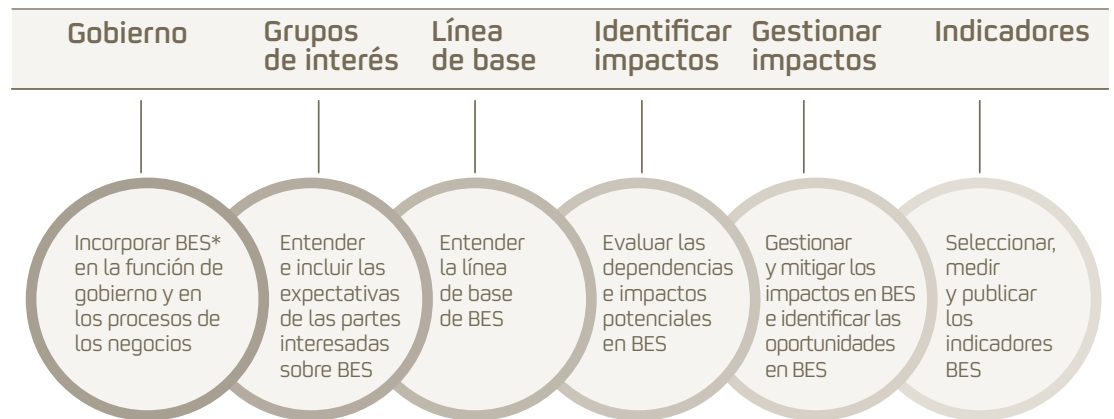 Gobierno
Grupos
de interés
Línea
de base
Identificar
impactos
Gestionar
impactos
Indicadores
Incorporar BES*
en la función de
gobierno y en
los procesos de
los negocios
Entender
e incluir las
expectativas
de las partes
interesadas
sobre BES
Entender
la línea
de base
de BES
Evaluar las
dependencias
e impactos
potenciales
en BES
Gestionar
y mitigar los
impactos en BES
e identificar las
oportunidades
en BES
Seleccionar,
medir
y publicar
los
indicadores
BES